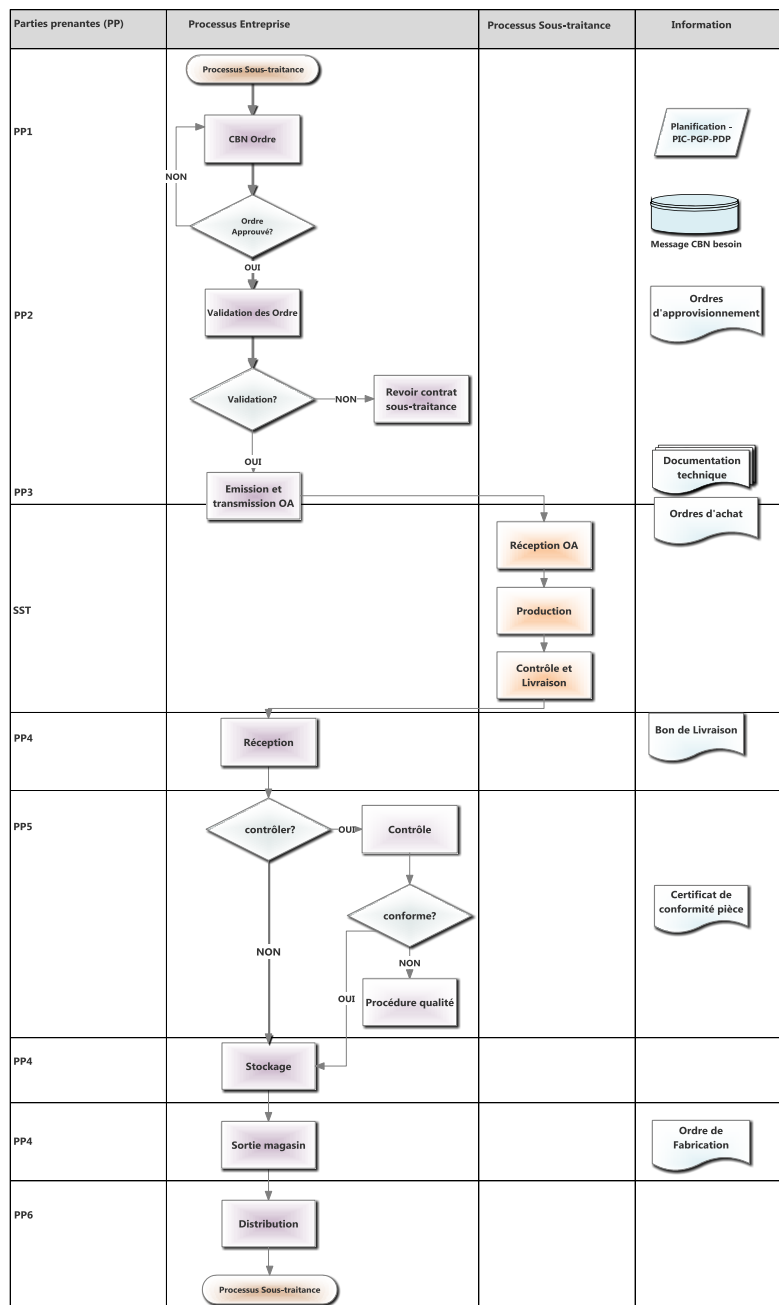 Parties prenantes (PP)
Processus Entreprise
Processus Sous-traitance
Information
Processus Sous-traitance
PP1
CBN Ordre
Planification -
PIC-PGP-PDP
NON
Ordre
Approuvé?
Message CBN besoin
OUI
PP2
Validation des Ordre
Ordres
d'approvisionnement
Validation?
NON
Revoir contrat
sous-traitance
OUI
Documentation
technique
PP3
Emission et
transmission OA
Ordres d'achat
Réception OA
SST
Production
Contrôle et
Livraison
PP4
Réception
Bon de Livraison
PP5
contrôler?
OUI
Contrôle
Certificat de
conformité pièce
conforme?
NON
NON
OUI
Procédure qualité
PP4
Stockage
PP4
Sortie magasin
Ordre de
Fabrication
PP6
Distribution
Processus Sous-traitance